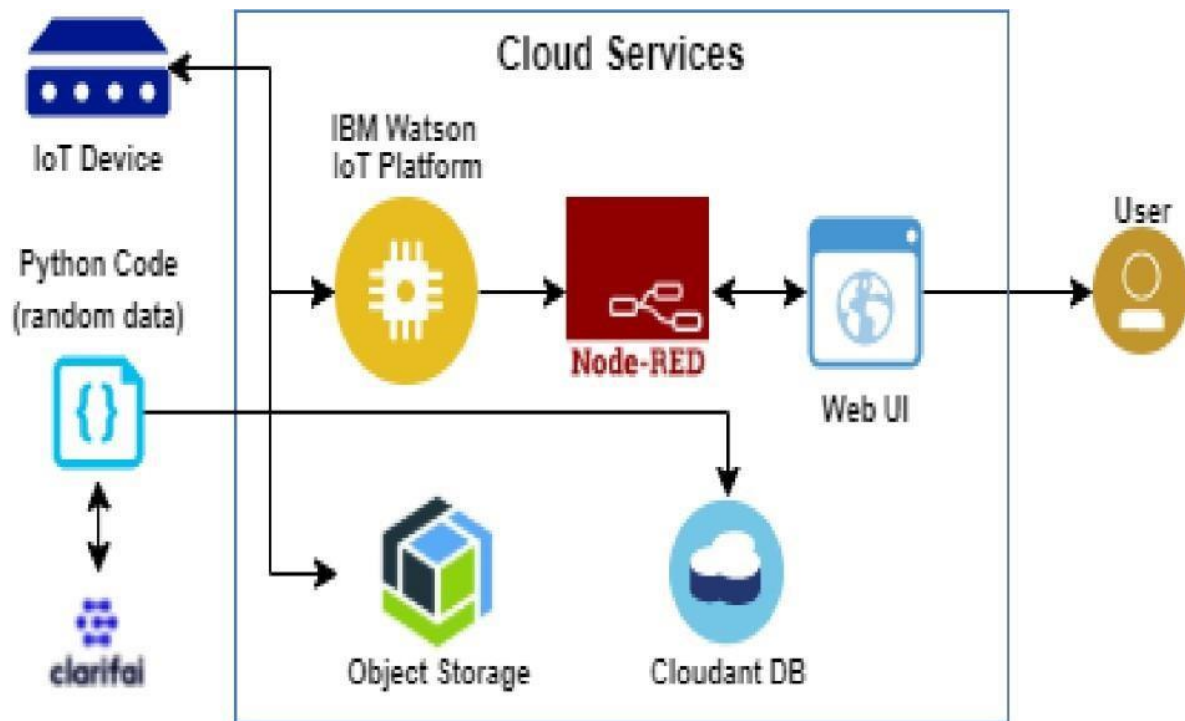 Cloud Services
IoT Device
IBM Watson
IoT Platform
User
Python Code
(random data)
{}
Node-RED
Web UI
clarifai
Object Storage
Cloudant DB